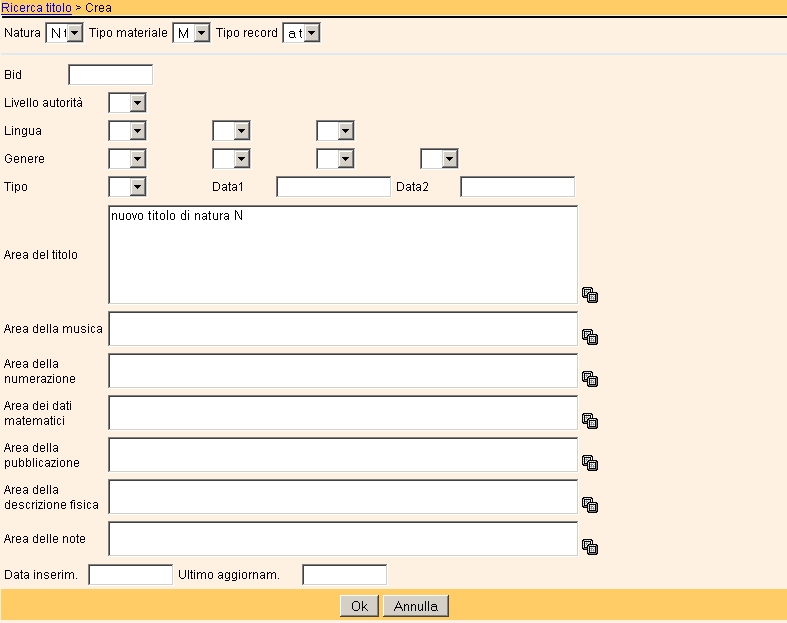 Ricerca titolo > Crea
Natura N Tipo materiale M Tipo record a
Bid
Livello autorità
Lingua
Genere
Tipo Data1 Data2
Area del titolo nuovo titolo di natura N
Area della musica
Area della
numerazione
Area dei dati
matematici
Area della
pubblicazione
Area della
descrizione fisica
Area delle note
Data inserim. Ultimo aggiornam.
Ok Annulla